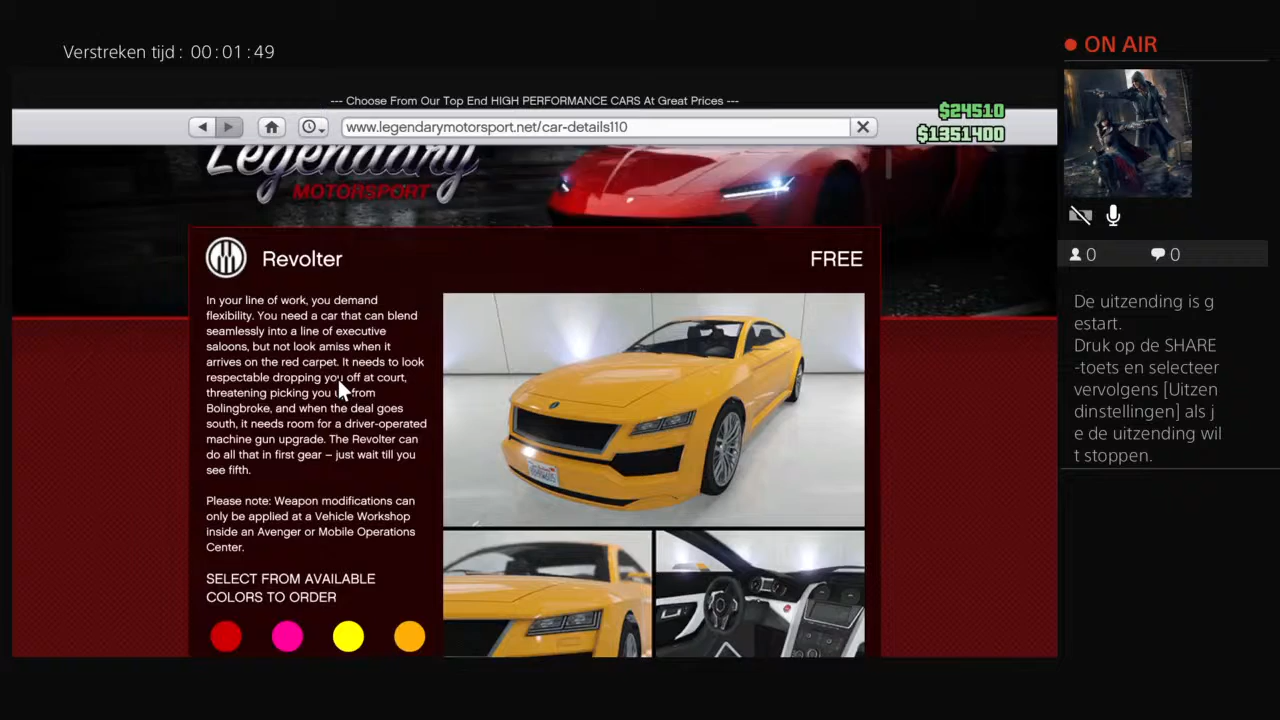 Verstreken tijd : 00:01:49
ON AIR
--- Choose From Our Top End HIGH PERFORMANCE CARS At Great Prices ---
$24510
www.legendarymotorsport.net/car-details110
$1351400
Legendary
MOTORSPORT
Revolter
FREE
In your line of work, you demand
flexibility. You need a car that can blend
seamlessly into a line of executive
saloons, but not look amiss when it
arrives on the red carpet. It needs to look
respectable dropping you off at court,
threatening picking you from
Bolingbroke, and when the deal goes
south, it needs room for a driver-operated
machine gun upgrade. The Revolter can
do all that in first gear – just wait till you
see fifth.
Please note: Weapon modifications can
only be applied at a Vehicle Workshop
inside an Avenger or Mobile Operations
Center.
SELECT FROM AVAILABLE
COLORS TO ORDER
0
0
De uitzending is g
estart.
Druk op de SHARE
-toets en selecteer
vervolgens [Uitzen
dinstellingen] als j
e de uitzending wil
t stoppen.